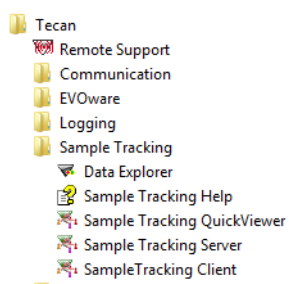 Tecan
Remote Support
Communication
EVOware
Logging
Sample Tracking
Data Explorer
Sample Tracking Help
Sample Tracking QuickViewer
Sample Tracking Server
SampleTracking Client